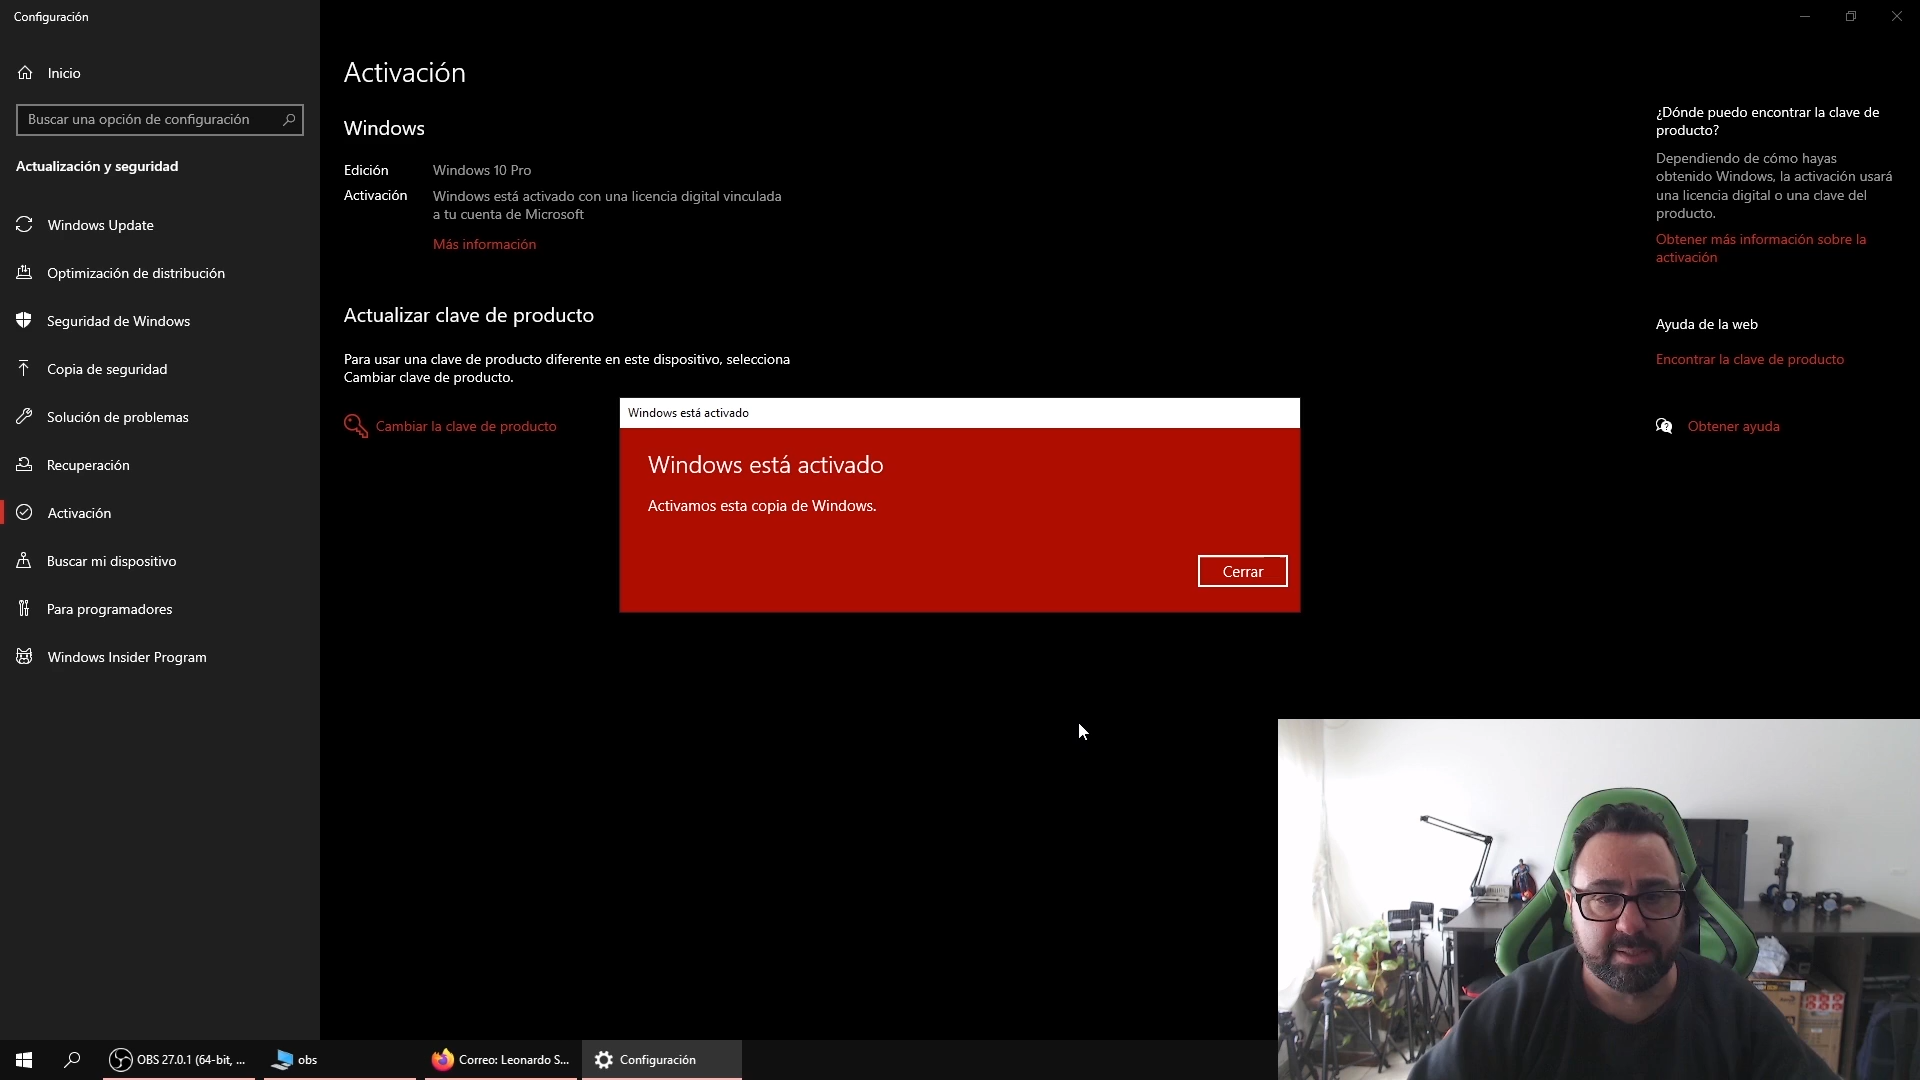 Configuración
Inicio
Buscar una opción de configuración
Actualización y seguridad
Windows Update
Optimización de distribución
Seguridad de Windows
Copia de seguridad
Solución de problemas
Recuperación
Activación
Buscar mi dispositivo
Para programadores
Windows Insider Program
Activación
Windows
Edición Windows 10 Pro
Activación Windows está activado con una licencia digital vinculada
a tu cuenta de Microsoft
Más información
Actualizar clave de producto
Para usar una clave de producto diferente en este dispositivo, selecciona
Cambiar clave de producto.
Cambiar la clave de producto
Windows está activado
Windows está activado
Activamos esta copia de Windows.
Cerrar
¿Dónde puedo encontrar la clave de
producto?
Dependiendo de cómo hayas
obtenido Windows, la activación usará
una licencia digital o una clave del
producto.
Obtener más información sobre la
activación
Ayuda de la web
Encontrar la clave de producto
Obtener ayuda
OBS 27.0.1 (64-bit, ...
obs
Correo: Leonardo S...
Configuración